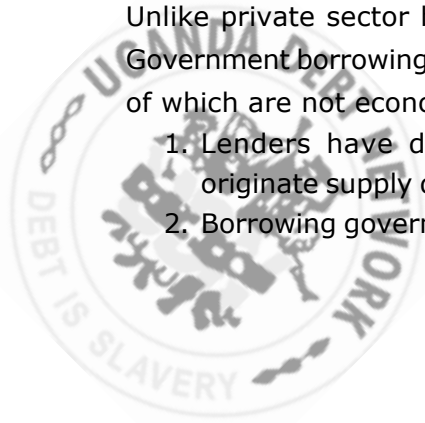 Unlike private sector
Government borrowing
of which are not econo
1. Lenders have d
originate supply
2. Borrowing govern
UGANDA DEBT NETWORK
DEBT IS SLAVERY